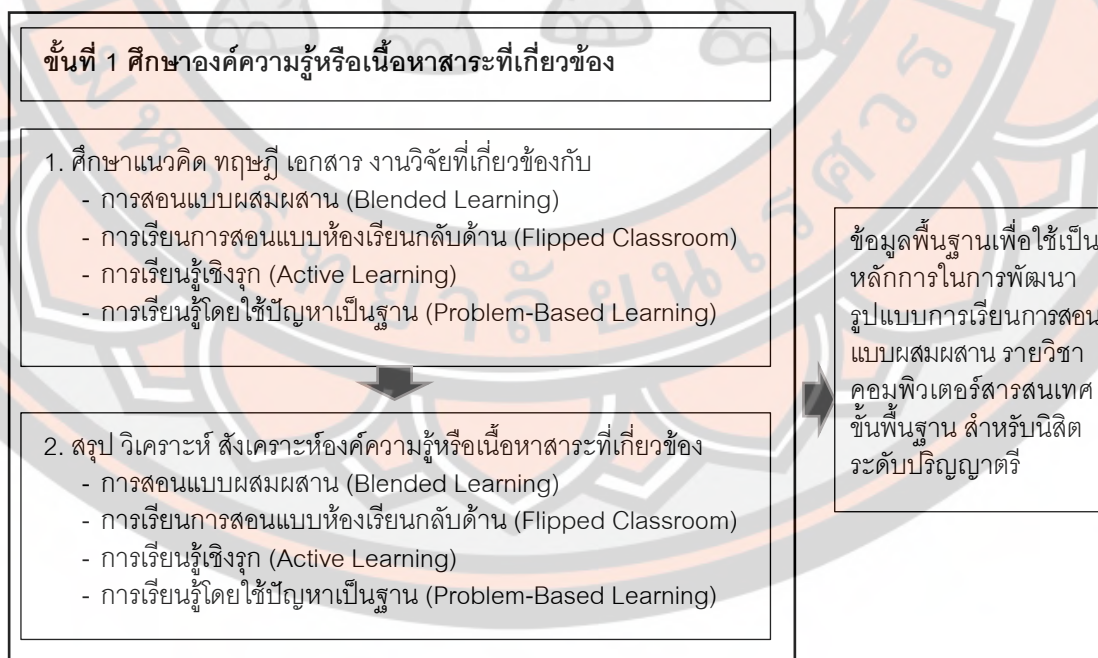 ขั้นที่ 1 ศึกษาองค์ความรู้หรือเนื้อหาสาระที่เกี่ยวข้อง
1. ศึกษาแนวคิด ทฤษฎี เอกสาร งานวิจัยที่เกี่ยวข้องกับ
- การสอนแบบผสมผสาน (Blended Learning)
- การเรียนการสอนแบบห้องเรียนกลับด้าน (Flipped Classroom)
- การเรียนรู้เชิงรุก (Active Learning)
- การเรียนรู้โดยใช้ปัญหาเป็นฐาน (Problem-Based Learning)
2. สรุป วิเคราะห์ สังเคราะห์องค์ความรู้หรือเนื้อหาสาระที่เกี่ยวข้อง
- การสอนแบบผสมผสาน (Blended Learning)
- การเรียนการสอนแบบห้องเรียนกลับด้าน (Flipped Classroom)
- การเรียนรู้เชิงรุก (Active Learning)
- การเรียนรู้โดยใช้ปัญหาเป็นฐาน (Problem-Based Learning)
ข้อมูลพื้นฐานเพื่อใช้เป็น
หลักการในการพัฒนา
รูปแบบการเรียนการสอน
แบบผสมผสาน รายวิชา
คอมพิวเตอร์สารสนเทศ
ขั้นพื้นฐาน สำหรับนิสิต
ระดับปริญญาตรี
มหาวิทยาลัยนเรศวร